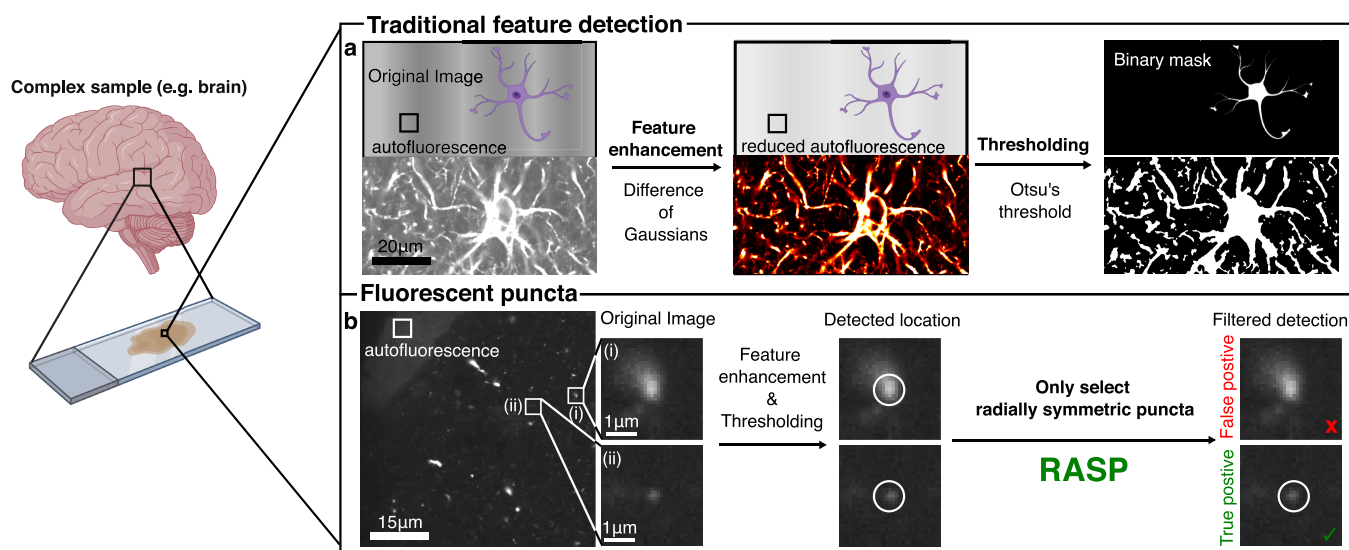 Complex sample (e.g. brain)
Traditional feature detection
a
Original Image
autofluorescence
20μm
Feature
enhancement
Difference
of
Gaussians
reduced autofluorescence
Thresholding
Otsu's
threshold
Binary mask
Fluorescent puncta
b
autofluorescence
(ii)
(i)
15μm
Original Image
(i)
1μm
(ii)
1μm
Feature
enhancement
&
Thresholding
Detected location
Only select
radially symmetric puncta
RASP
Filtered detection
False postive
x
True postive
✓